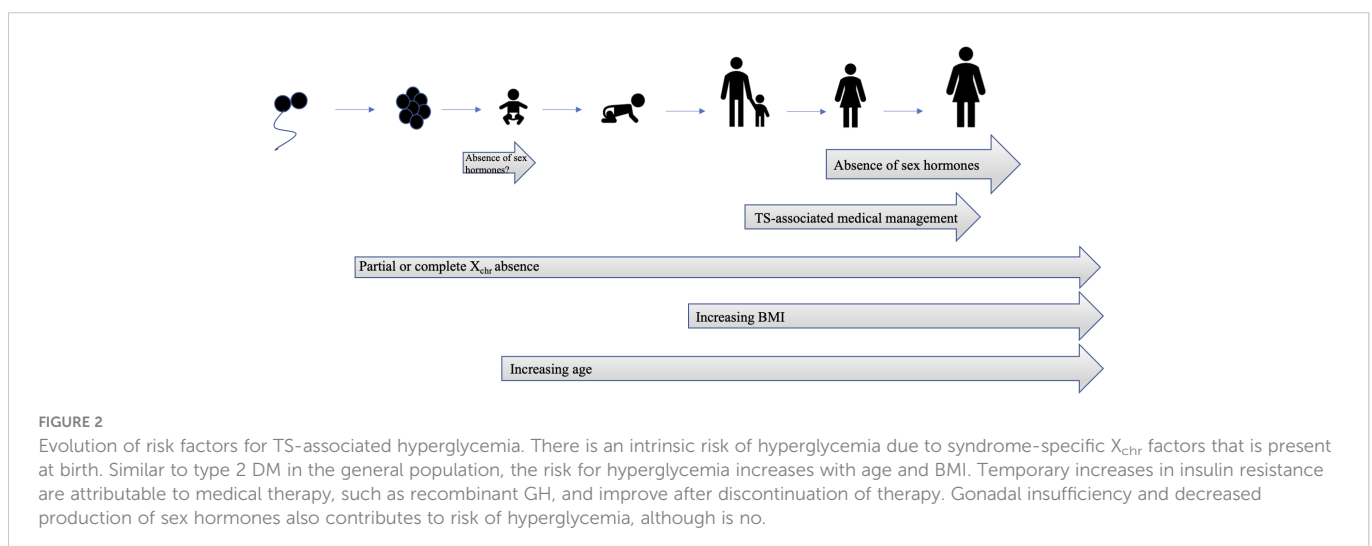 Absence of sex
hormones?
Absence of sex hormones
TS-associated medical management
Partial or complete Xchr absence
Increasing BMI
Increasing age
FIGURE 2
Evolution of risk factors for TS-associated hyperglycemia. There is an intrinsic risk of hyperglycemia due to syndrome-specific Xchr factors that is present
at birth. Similar to type 2 DM in the general population, the risk for hyperglycemia increases with age and BMI. Temporary increases in insulin resistance
are attributable to medical therapy, such as recombinant GH, and improve after discontinuation of therapy. Gonadal insufficiency and decreased
production of sex hormones also contributes to risk of hyperglycemia, although is no.